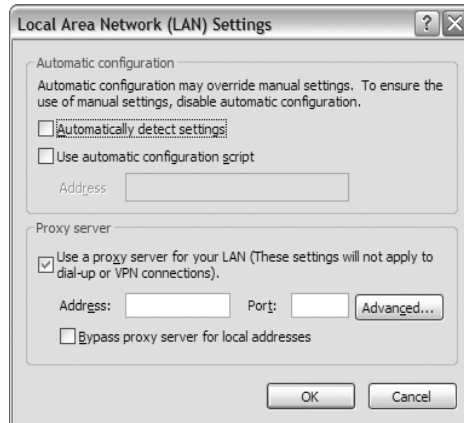 Local Area Network (LAN) Settings
Automatic configuration
Automatic configuration may override manual settings. To ensure the
use of manual settings, disable automatic configuration.
Automatically detect settings
Use automatic configuration script
Address
Proxy server
Use a proxy server for your LAN (These settings will not apply to
dial-up or VPN connections).
Address:
Port:
Advanced...
Bypass proxy server for local addresses
OK
Cancel